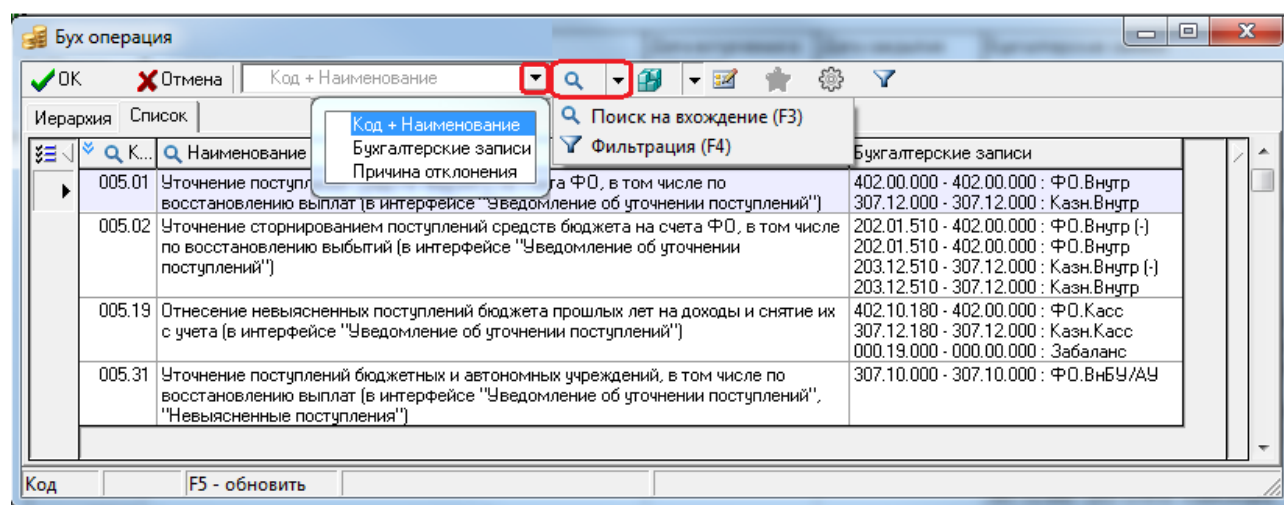 Бух операция
OK Отмена Код + Наименование
Поиск на вхождение (F3)
Фильтрация (F4)
Код + Наименование
Бухгалтерские записи
Причина отклонения
Иерархия Список
К... Наименование Бухгалтерские записи
005.01 Уточнение
та ФО, в том числе по
восстановлению выплат (в интерфейсе "Уведомление об уточнении поступлений")
402.00.000 - 402.00.000 : ФО.Внутр
307.12.000 - 307.12.000 : Казн.Внутр
005.02 Уточнение сторнированием поступлений средств бюджета на счета ФО, в том числе
по восстановлению выбытий (в интерфейсе "Уведомление об уточнении
поступлений")
202.01.510 - 402.00.000 : ФО.Внутр (-)
202.01.510 - 402.00.000 : ФО.Внутр
203.12.510 - 307.12.000 : Казн.Внутр (-)
203.12.510 - 307.12.000 : Казн.Внутр
005.19 Отнесение невыясненных поступлений бюджета прошлых лет на доходы и снятие их
с учета (в интерфейсе "Уведомление об уточнении поступлений")
402.10.180 - 402.00.000 : ФО.Касс
307.12.180 - 307.12.000 : Казн.Касс
000.19.000 - 000.00.000 : Забаланс
005.31 Уточнение поступлений бюджетных и автономных учреждений, в том числе по
восстановлению выплат (в интерфейсе "Уведомление об уточнении поступлений",
"Невыясненные поступления")
307.10.000 - 307.10.000 : ФО.ВнБУ/АУ
Код F5 - обновить